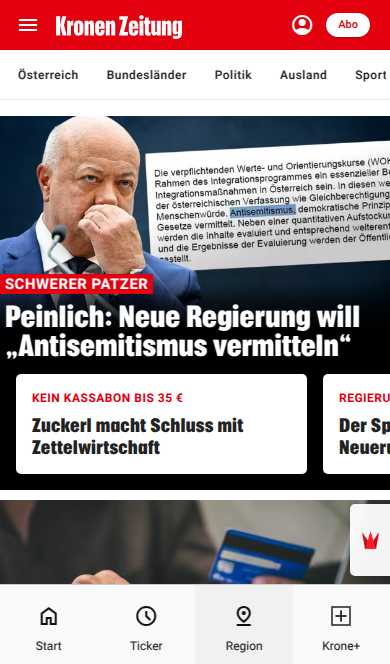 Kronen Zeitung
Abo
Österreich Bundesländer Politik Ausland Sport
Die verpflichtenden Werte- und Orientierungskurse (WOK
Rahmen des Integrationsprogrammes ein essenzieller Be
Integrationsmaßnahmen in Österreich sein. In diesen we
der österreichischen Verfassung wie Gleichberechtigung
Menschenwürde, Antisemitismus, demokratische Prinzip
Gesetze vermittelt. Neben einer quantitativen Aufstockun
werden die Inhalte evaluiert und entsprechend weiterent
und die Ergebnisse der Evaluierung werden der Öffentli
gestellt.
SCHWERER PATZER
Peinlich: Neue Regierung will
„Antisemitismus vermitteln“
KEIN KASSABON BIS 35 €
Zuckerl macht Schluss mit
Zettelwirtschaft
REGIERU
Der Sp
Neueru
Start Ticker Region Krone+